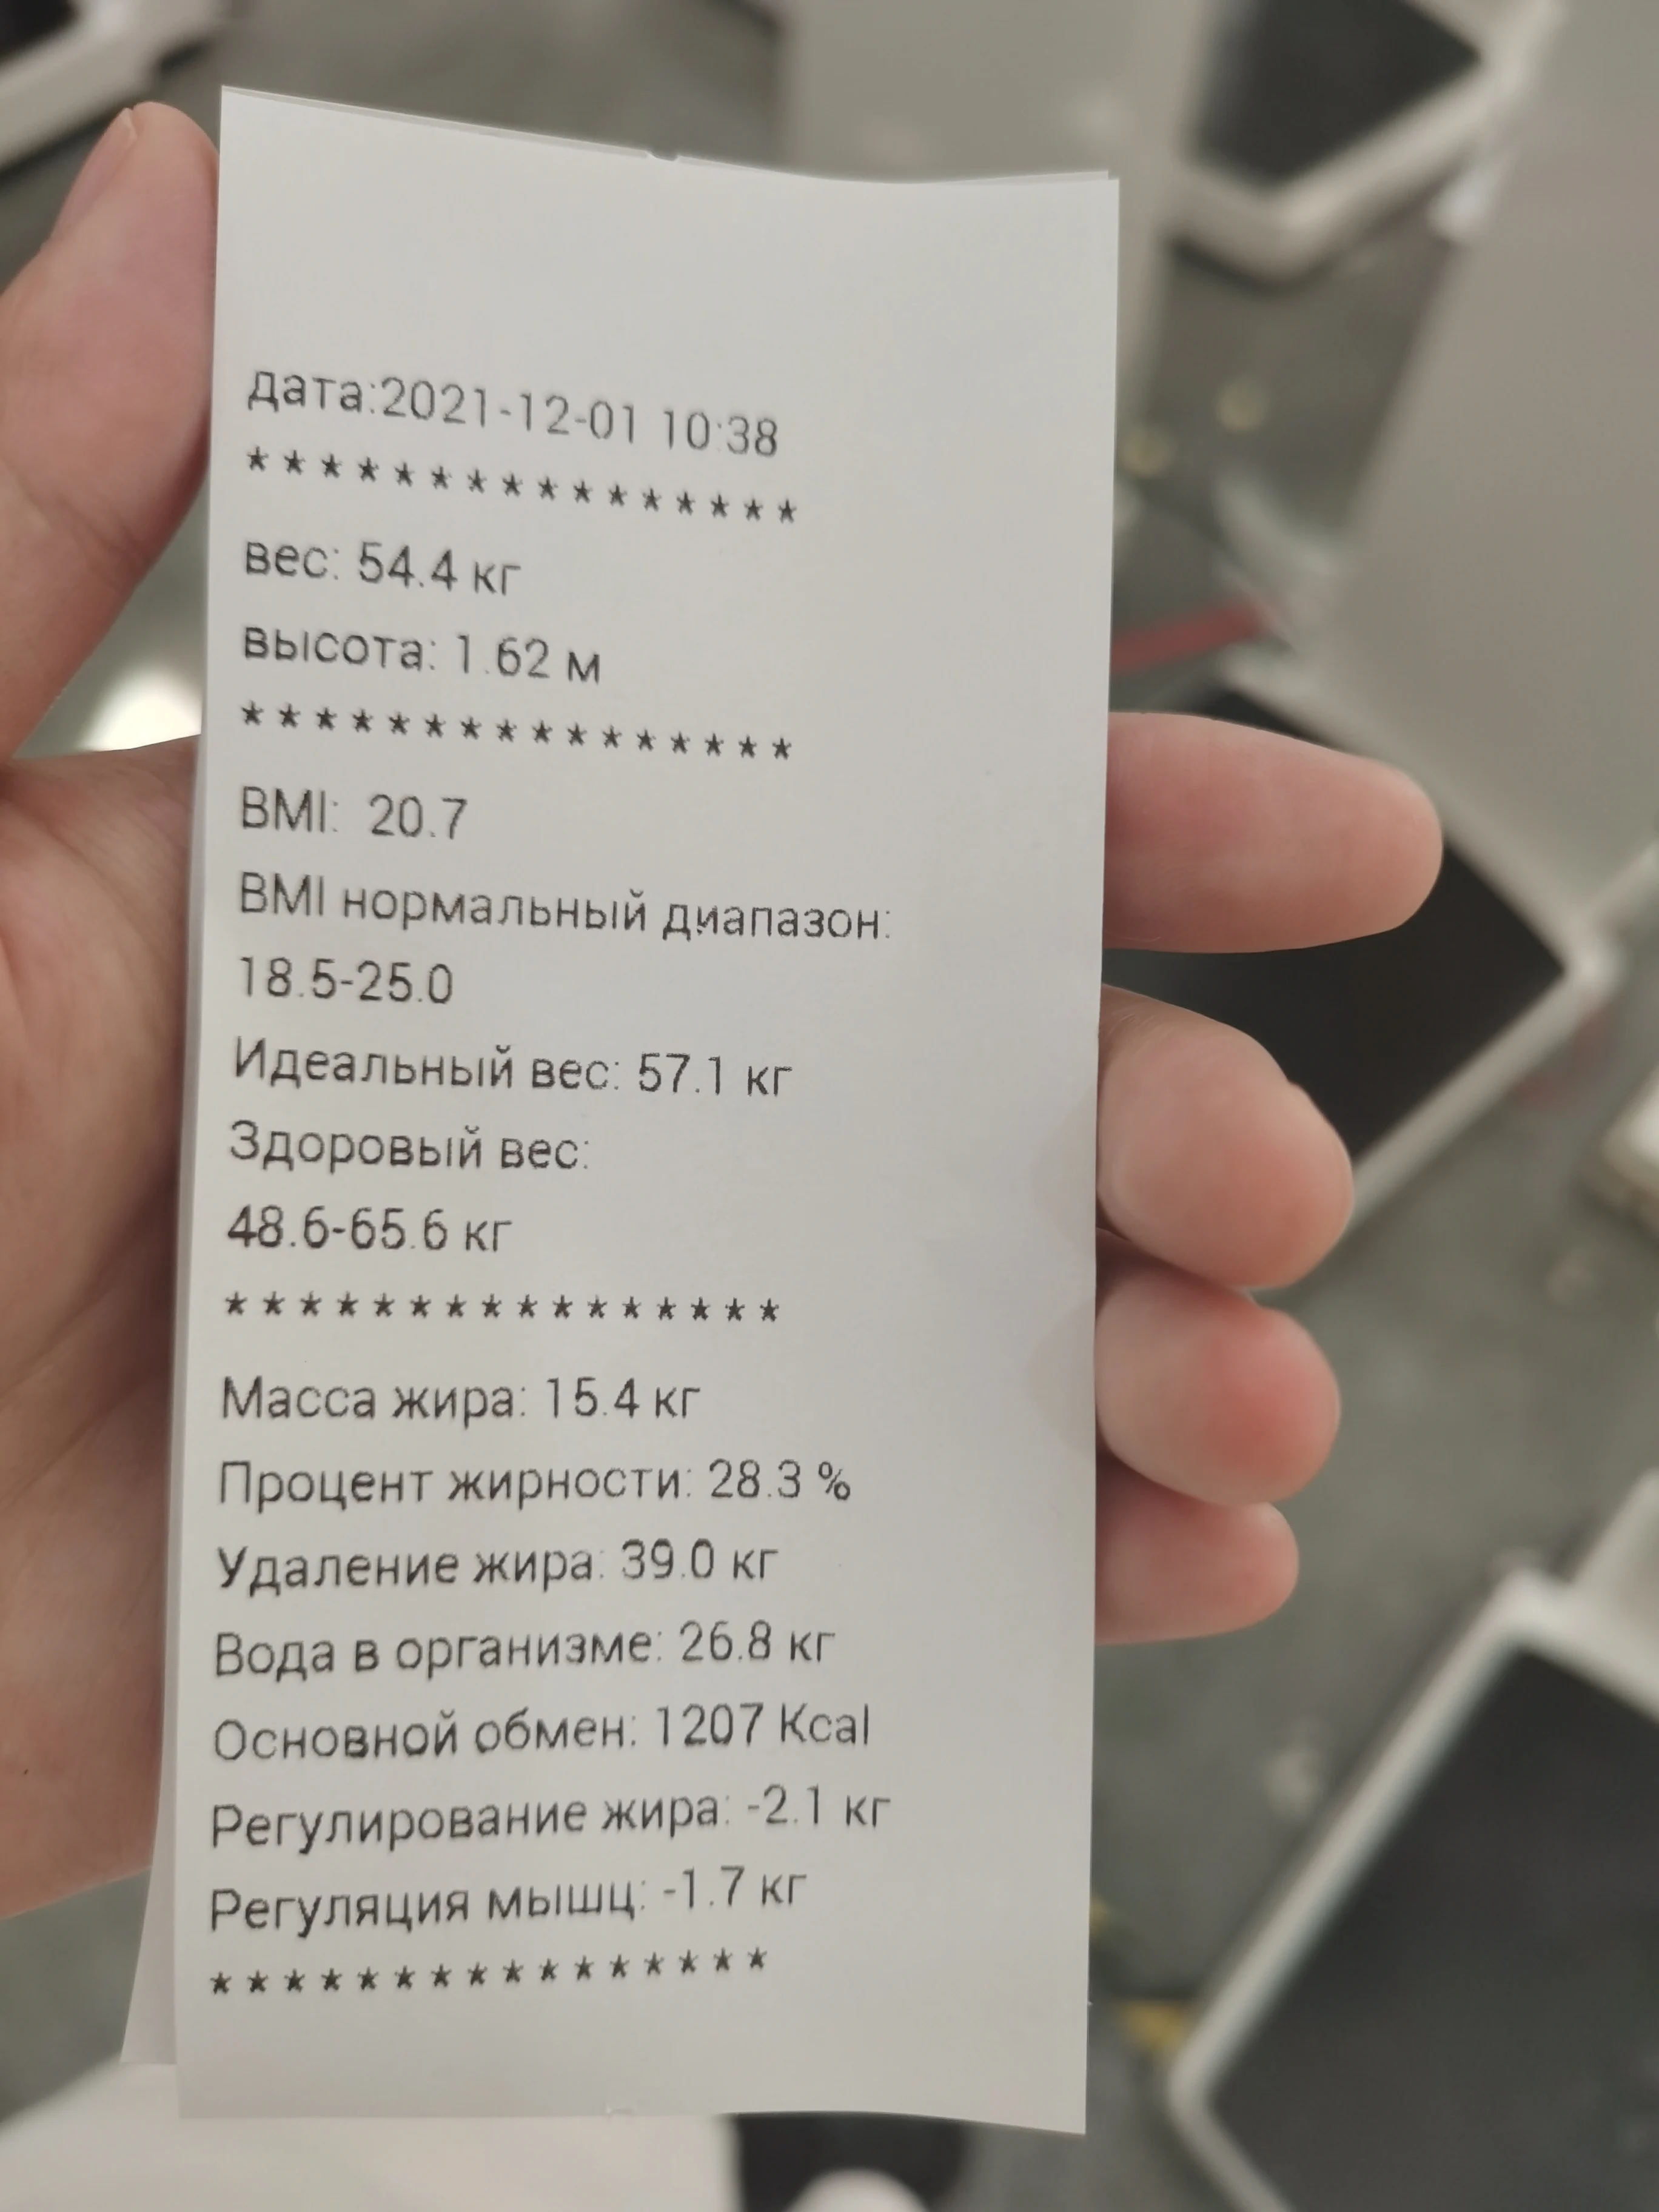 дата:2021-12-01 10:38
* * * * * * * * * * * * * * * *
вес: 54.4 кг
высота: 1.62 м
* * * * * * * * * * * * * * * *
BMI:  20.7
BMI нормальный диапазон:
18.5-25.0
Идеальный вес: 57.1 кг
Здоровый вес:
48.6-65.6 кг
* * * * * * * * * * * * * * * *
Масса жира: 15.4 кг
Процент жирности: 28.3 %
Удаление жира: 39.0 кг
Вода в организме: 26.8 кг
Основной обмен: 1207 Kcal
Регулирование жира: -2.1 кг
Регуляция мышц: -1.7 кг
* * * * * * * * * * * * * * * *